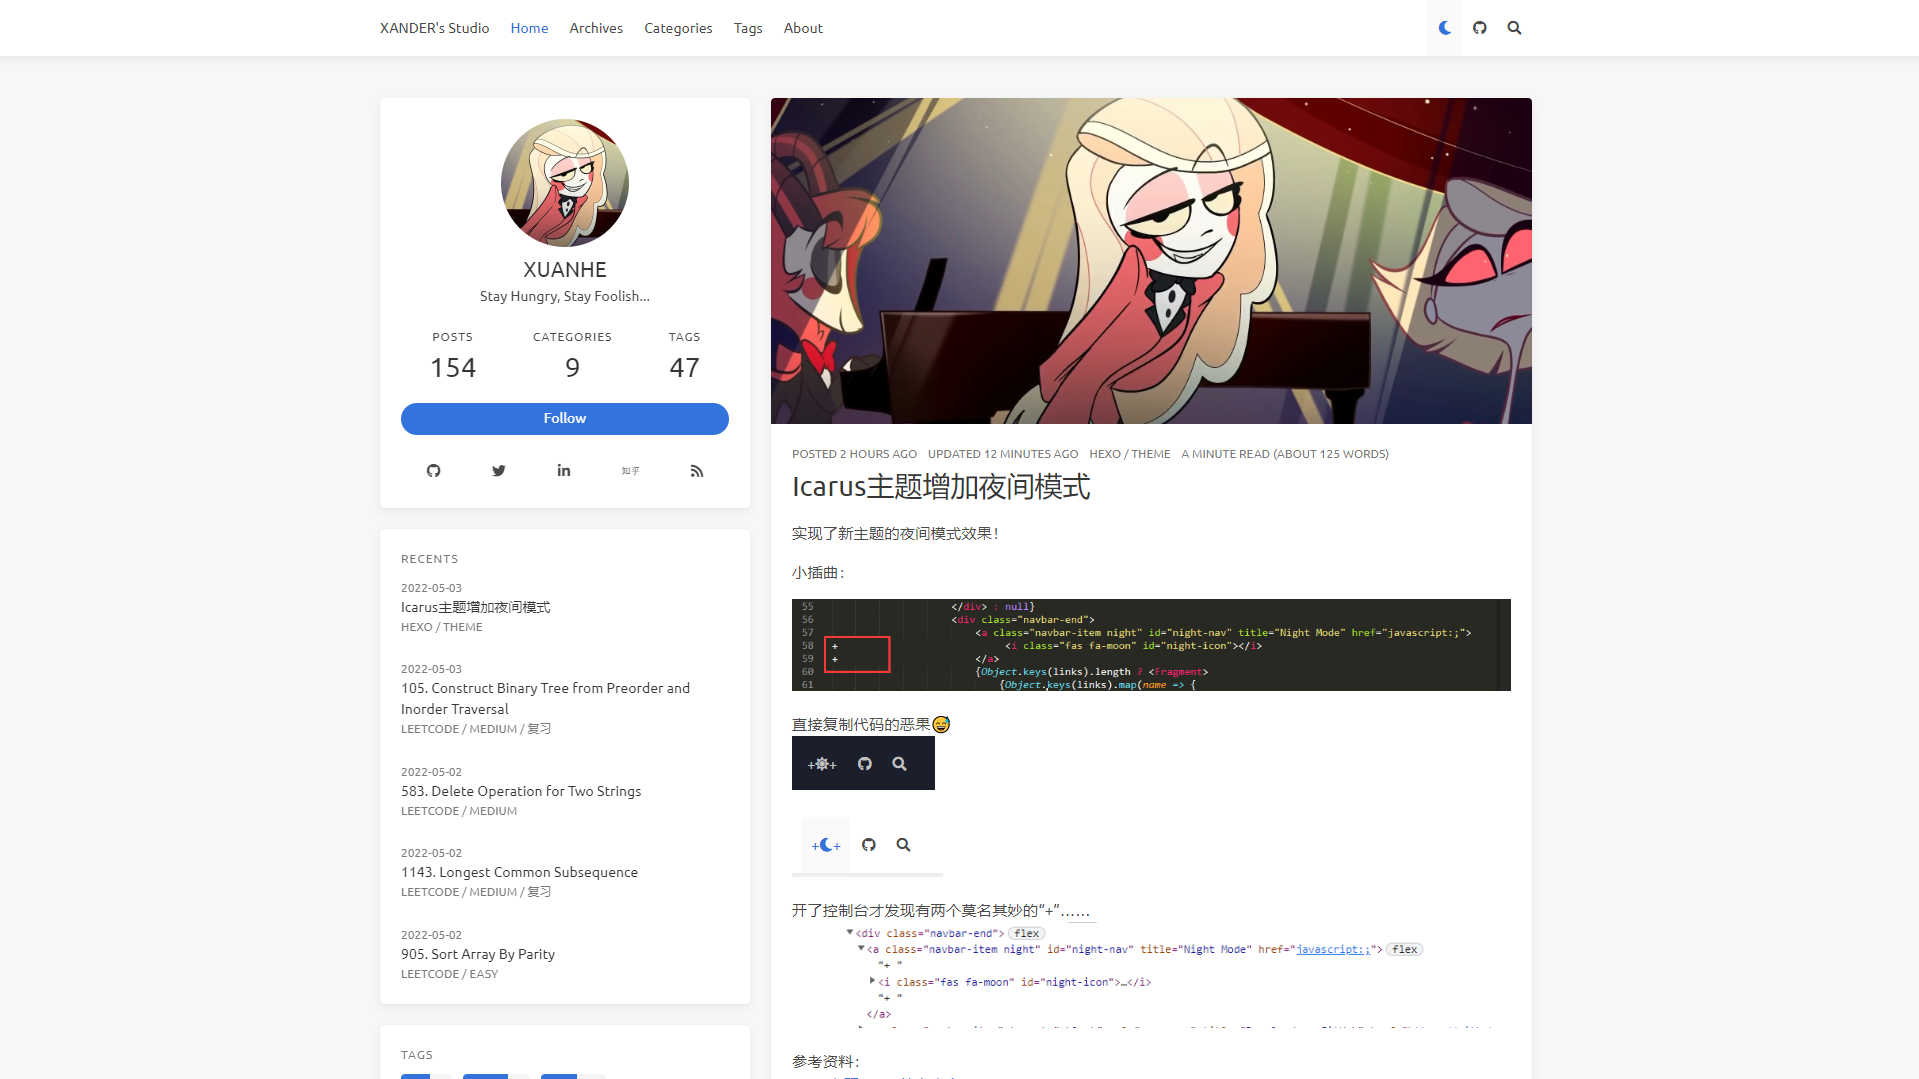 XANDER's Studio Home Archives Categories Tags About
XUANHE
Stay Hungry, Stay Foolish...
POSTS CATEGORIES TAGS
154 9 47
Follow
知乎
RECENTS
2022-05-03
Icarus主题增加夜间模式
HEXO / THEME
2022-05-03
105. Construct Binary Tree from Preorder and
Inorder Traversal
LEETCODE / MEDIUM / 复习
2022-05-02
583. Delete Operation for Two Strings
LEETCODE / MEDIUM
2022-05-02
1143. Longest Common Subsequence
LEETCODE / MEDIUM / 复习
2022-05-02
905. Sort Array By Parity
LEETCODE / EASY
TAGS
POSTED 2 HOURS AGO UPDATED 12 MINUTES AGO HEXO / THEME A MINUTE READ (ABOUT 125 WORDS)
Icarus主题增加夜间模式
实现了新主题的夜间模式效果！
小插曲：
55 </div> : null}
56 <div class="navbar-end">
57 <a class="navbar-item night" id="night-nav" title="Night Mode" href="javascript:;">
58 + <i class="fas fa-moon" id="night-icon"></i>
59 + </a>
60 {Object.keys(links).length ? <Fragment>
61 {Object.keys(links).map(name => {
直接复制代码的恶果😅
+ +
+ +
开了控制台才发现有两个莫名其妙的“+”……
<div class="navbar-end"> flex
<a class="navbar-item night" id="night-nav" title="Night Mode" href="javascript:;"> flex
"+ "
<i class="fas fa-moon" id="night-icon">…</i>
"+ "
</a>
参考资料：